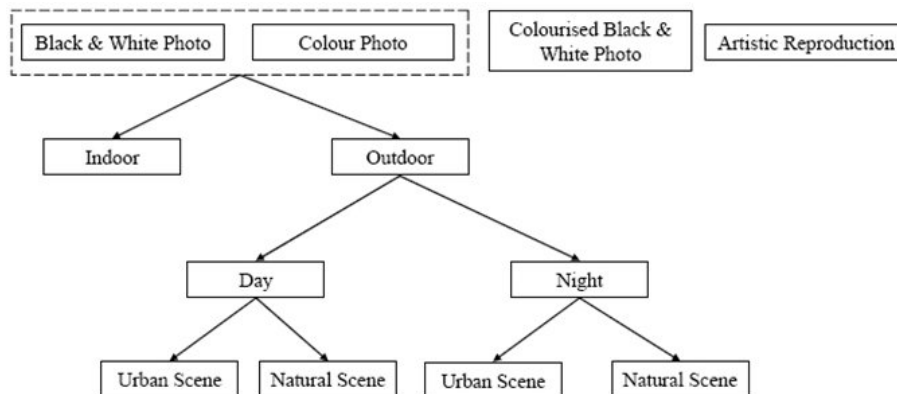 Black & White Photo
Colour Photo
Colourised Black &
White Photo
Artistic Reproduction
Indoor
Outdoor
Day
Night
Urban Scene
Natural Scene
Urban Scene
Natural Scene